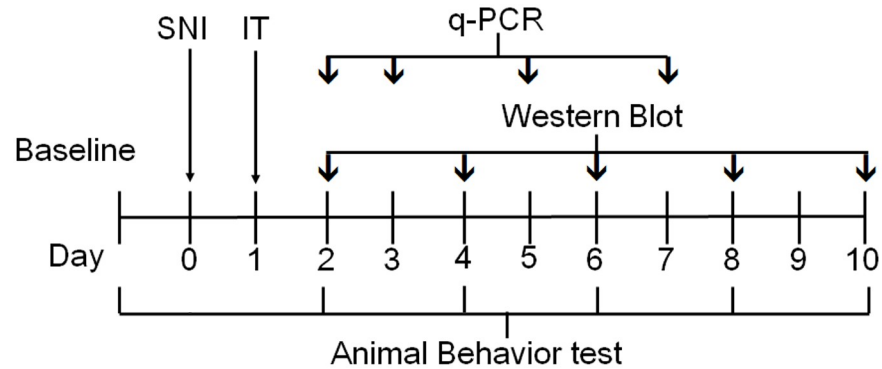 SNI IT q-PCR
Western Blot
Baseline
Day 0 1 2 3 4 5 6 7 8 9 10
Animal Behavior test